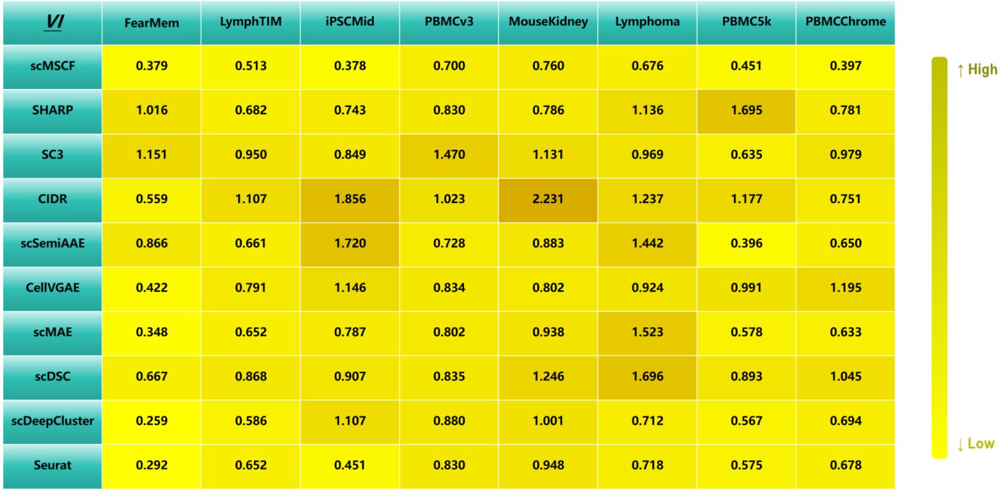 VI FearMem LymphTIM iPSCMid PBMCv3 MouseKidney Lymphoma PBMC5k PBMCChrome
scMSCF 0.379 0.513 0.378 0.700 0.760 0.676 0.451 0.397
↑ High
SHARP 1.016 0.682 0.743 0.830 0.786 1.136 1.695 0.781
SC3 1.151 0.950 0.849 1.470 1.131 0.969 0.635 0.979
CIDR 0.559 1.107 1.856 1.023 2.231 1.237 1.177 0.751
scSemiAAE 0.866 0.661 1.720 0.728 0.883 1.442 0.396 0.650
CellVGAE 0.422 0.791 1.146 0.834 0.802 0.924 0.991 1.195
scMAE 0.348 0.652 0.787 0.802 0.938 1.523 0.578 0.633
scDSC 0.667 0.868 0.907 0.835 1.246 1.696 0.893 1.045
scDeepCluster 0.259 0.586 1.107 0.880 1.001 0.712 0.567 0.694
↓ Low
Seurat 0.292 0.652 0.451 0.830 0.948 0.718 0.575 0.678